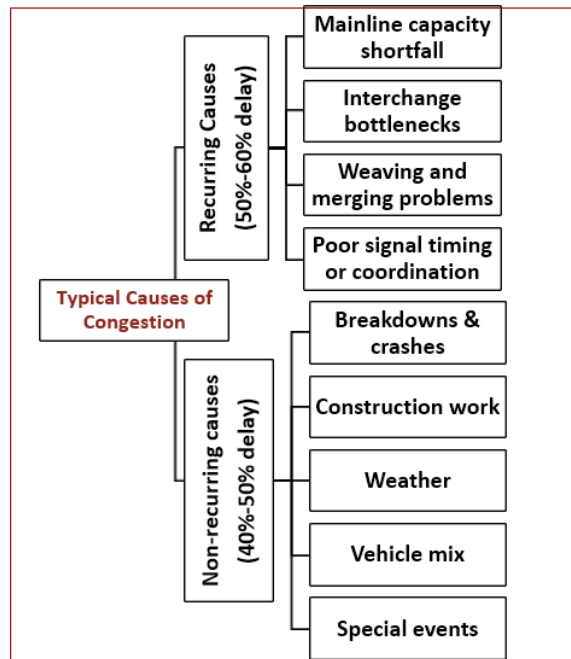 Typical Causes of
Congestion
Recurring Causes
(50%-60% delay)
Mainline capacity
shortfall
Interchange
bottlenecks
Weaving and
merging problems
Poor signal timing
or coordination
Non-recurring causes
(40%-50% delay)
Breakdowns &
crashes
Construction work
Weather
Vehicle mix
Special events